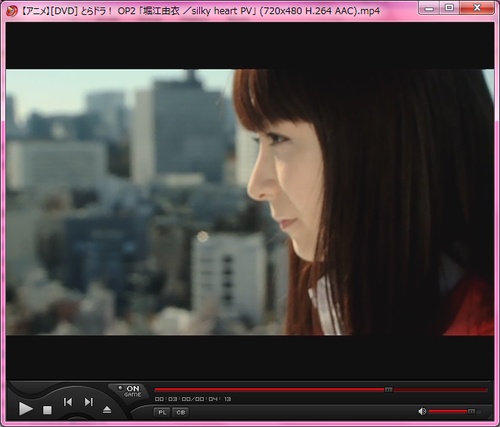 【アニメ】[DVD] とらドラ！ OP2 「堀江由衣 ／silky heart PV」 (720x480 H.264 AAC).mp4
ON
GAME
00:03:00/00:04:13
PL CB